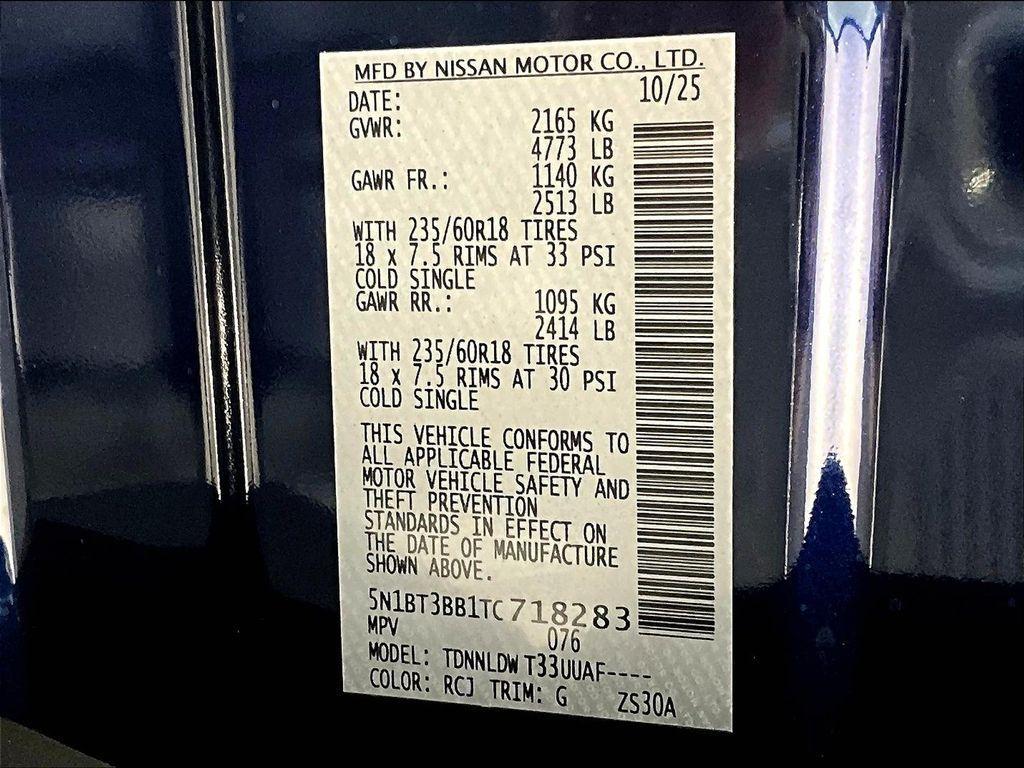 MFD BY NISSAN MOTOR CO., LTD.
DATE: 10/25
GVWR: 2165 KG
4773 LB
GAWR FR.: 1140 KG
2513 LB
WITH 235/60R18 TIRES
18 x 7.5 RIMS AT 33 PSI
COLD SINGLE
GAWR RR.: 1095 KG
2414 LB
WITH 235/60R18 TIRES
18 x 7.5 RIMS AT 30 PSI
COLD SINGLE
THIS VEHICLE CONFORMS TO
ALL APPLICABLE FEDERAL
MOTOR VEHICLE SAFETY AND
THEFT PREVENTION
STANDARDS IN EFFECT ON
THE DATE OF MANUFACTURE
SHOWN ABOVE.
5N1BT3BB1TC718283
MPV 076
MODEL: TDNNLDW T33UUAF----
COLOR: RCJ TRIM: G ZS30A